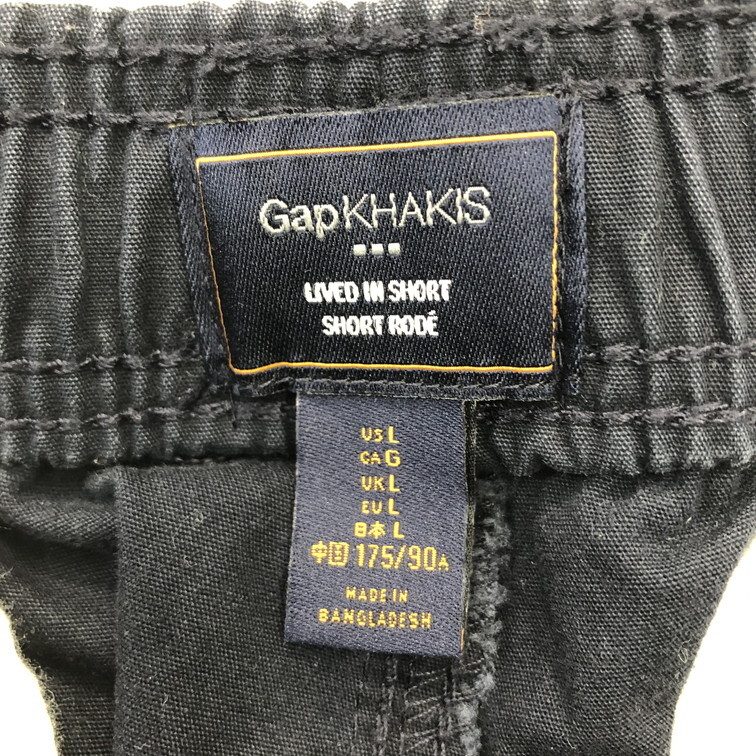 GapKHAKIS
LIVED IN SHORT
SHORT RODÉ
US L
CA G
UK L
EU L
日本 L
中国 175/90A
MADE IN
BANGLADESH